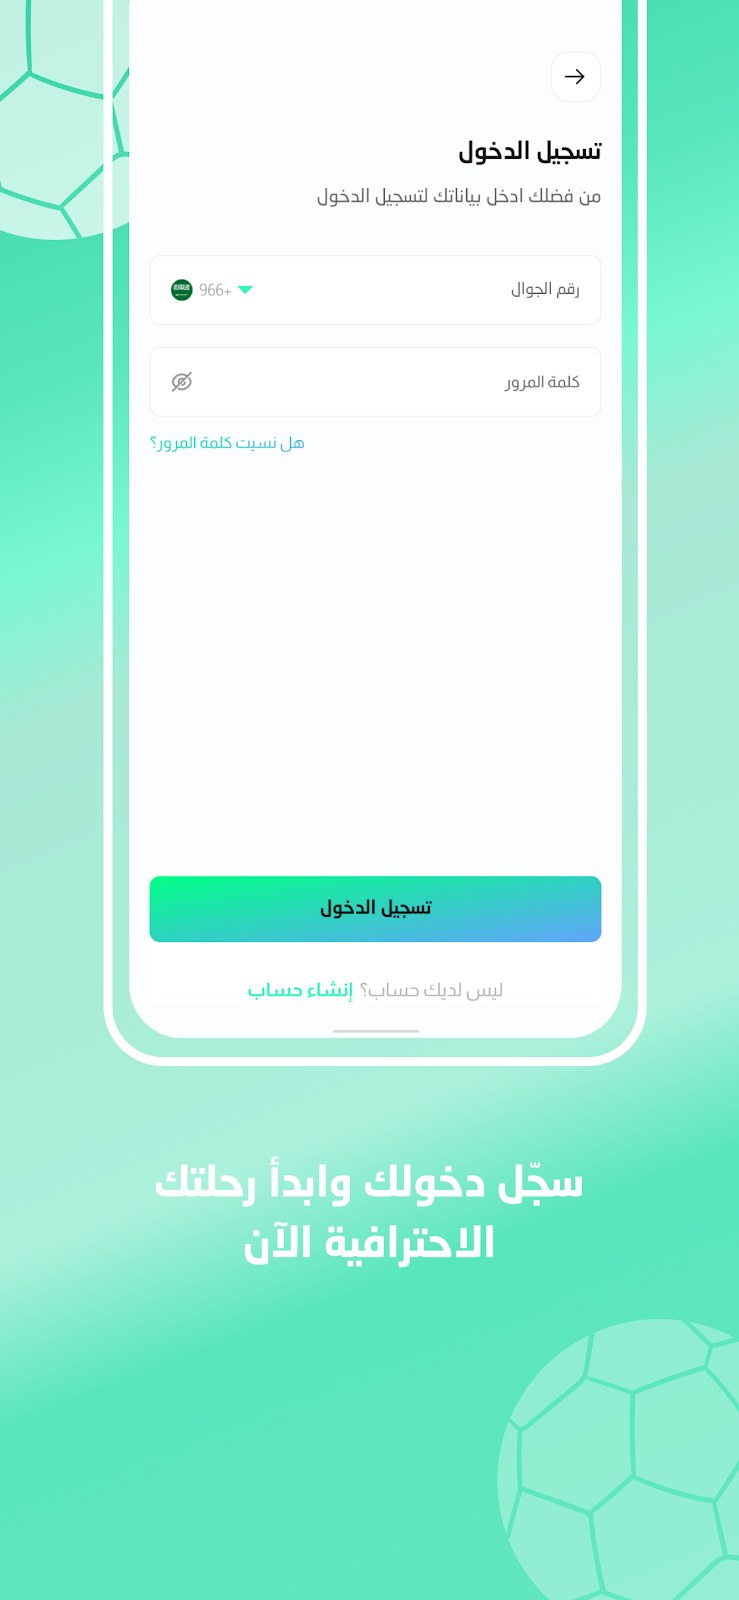 تسجيل الدخول
من فضلك ادخل بياناتك لتسجيل الدخول
رقم الجوال
+966
كلمة المرور
هل نسيت كلمة المرور؟
تسجيل الدخول
ليس لديك حساب؟ إنشاء حساب
سجّل دخولك وابدأ رحلتك
الاحترافية الآن